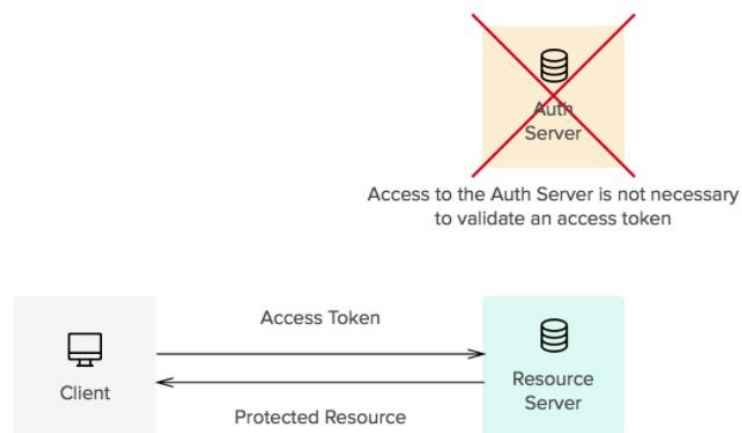 Auth
Server
Access to the Auth Server is not necessary
to validate an access token
Access Token
Client
Resource
Server
Protected Resource